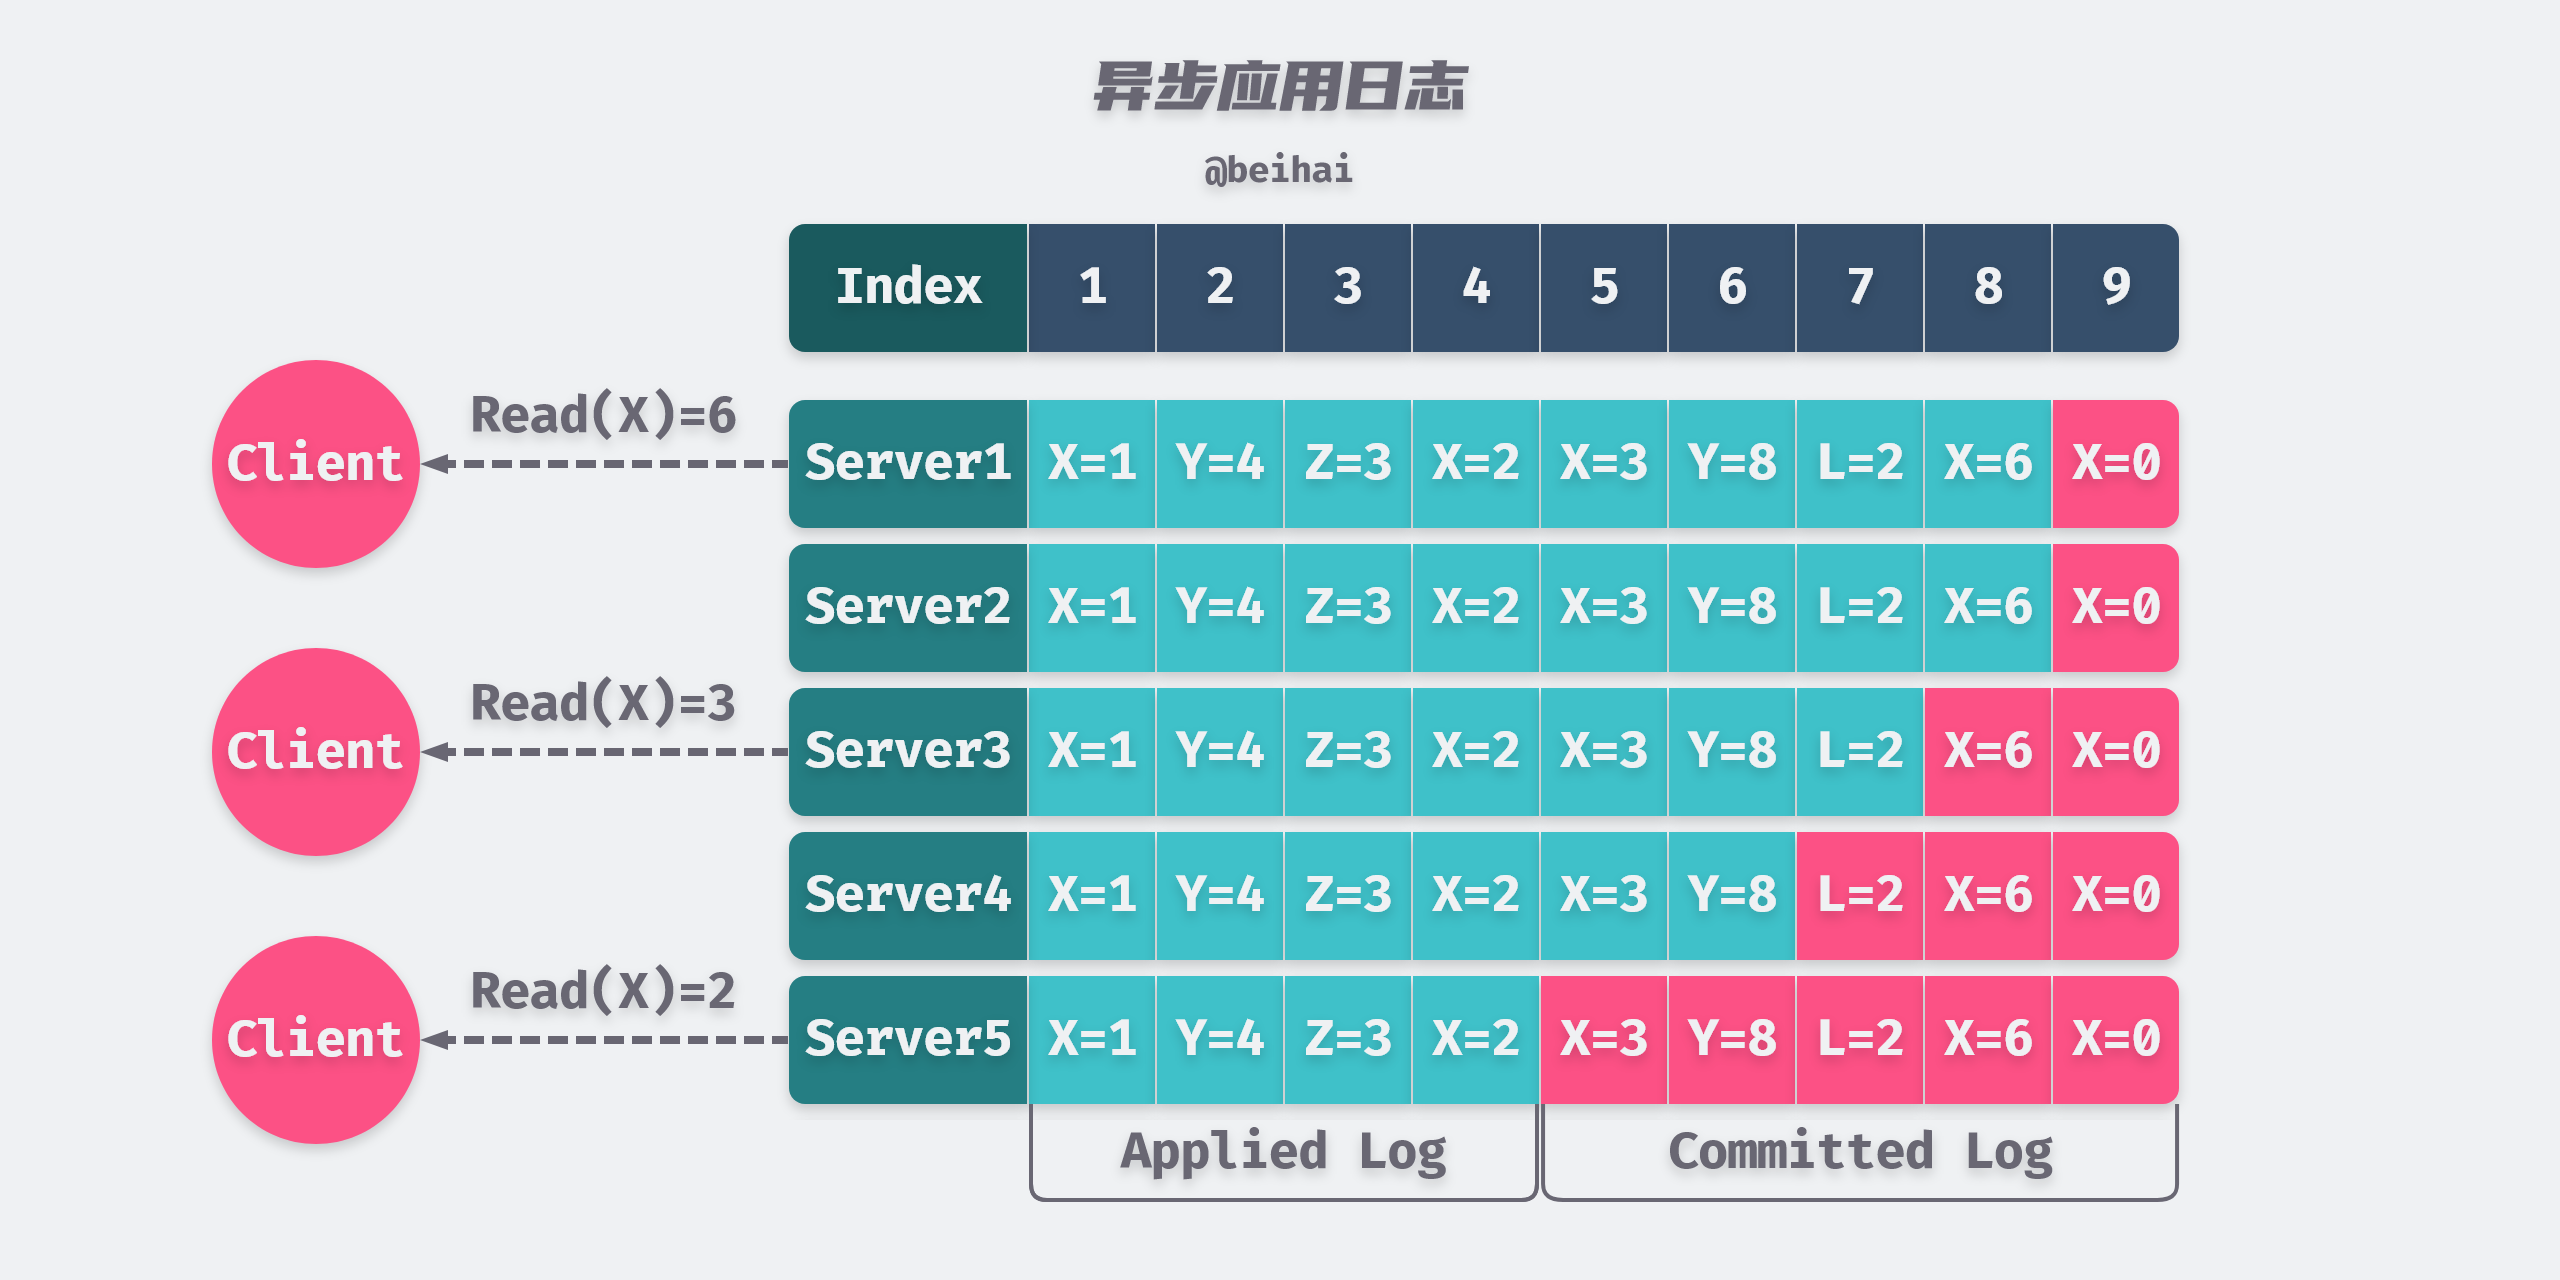 异步应用日志
@beihai
Index 1 2 3 4 5 6 7 8 9
Client Read(X)=6 Server1 X=1 Y=4 Z=3 X=2 X=3 Y=8 L=2 X=6 X=0
Server2 X=1 Y=4 Z=3 X=2 X=3 Y=8 L=2 X=6 X=0
Client Read(X)=3 Server3 X=1 Y=4 Z=3 X=2 X=3 Y=8 L=2 X=6 X=0
Server4 X=1 Y=4 Z=3 X=2 X=3 Y=8 L=2 X=6 X=0
Client Read(X)=2 Server5 X=1 Y=4 Z=3 X=2 X=3 Y=8 L=2 X=6 X=0
Applied Log Committed Log